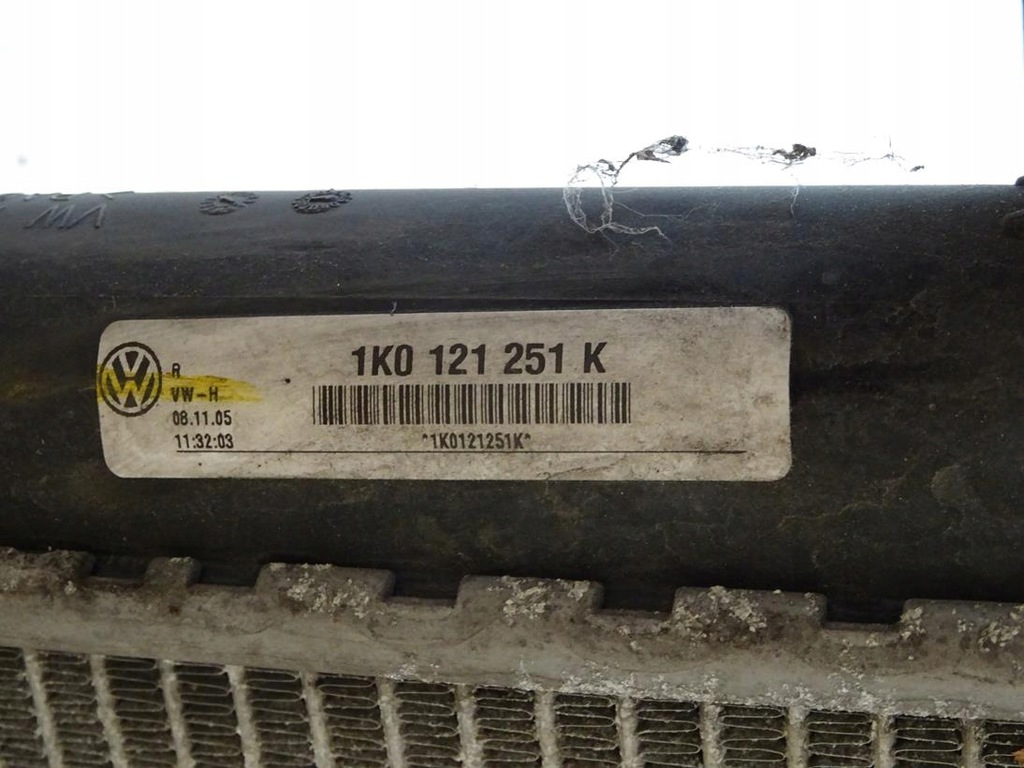 1K0 121 251 K
R
VW-H
08.11.05
11:32:03
*1K0121251K*